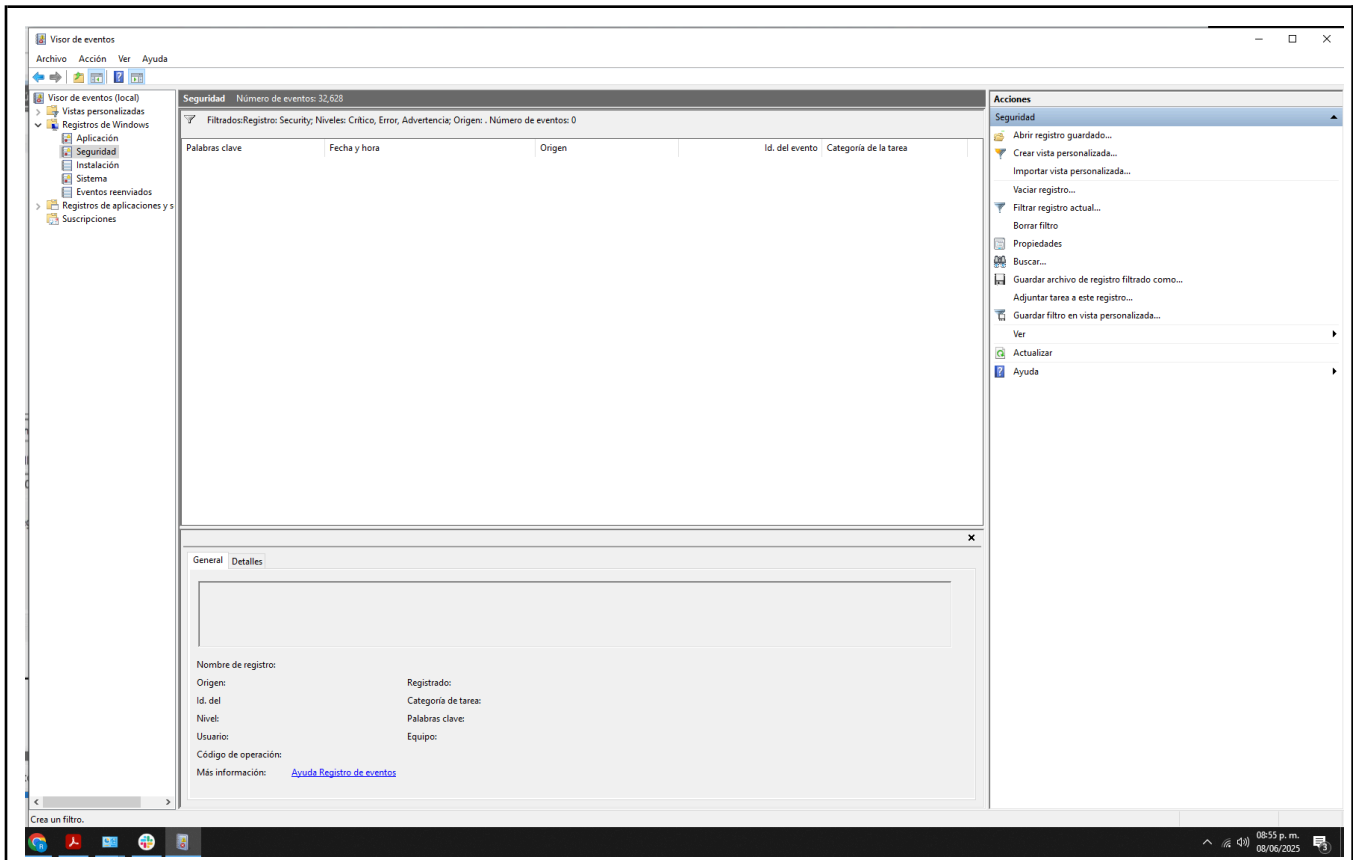 Visor de eventos
Archivo Acción Ver Ayuda
Visor de eventos (local)
Vistas personalizadas
Registros de Windows
Aplicación
Seguridad
Instalación
Sistema
Eventos reenviados
Registros de aplicaciones y s
Suscripciones
Seguridad Número de eventos: 32,628
Filtrados:Registro: Security; Niveles: Crítico, Error, Advertencia; Origen: . Número de eventos: 0
Palabras clave Fecha y hora Origen Id. del evento Categoría de la tarea
General Detalles
Nombre de registro:
Origen: Registrado:
Id. del Categoría de tarea:
Nivel: Palabras clave:
Usuario: Equipo:
Código de operación:
Más información: Ayuda Registro de eventos
Acciones
Seguridad
Abrir registro guardado...
Crear vista personalizada...
Importar vista personalizada...
Vaciar registro...
Filtrar registro actual...
Borrar filtro
Propiedades
Buscar...
Guardar archivo de registro filtrado como...
Adjuntar tarea a este registro...
Guardar filtro en vista personalizada...
Ver
Actualizar
Ayuda
Crea un filtro.
08:55 p. m.
08/06/2025
3